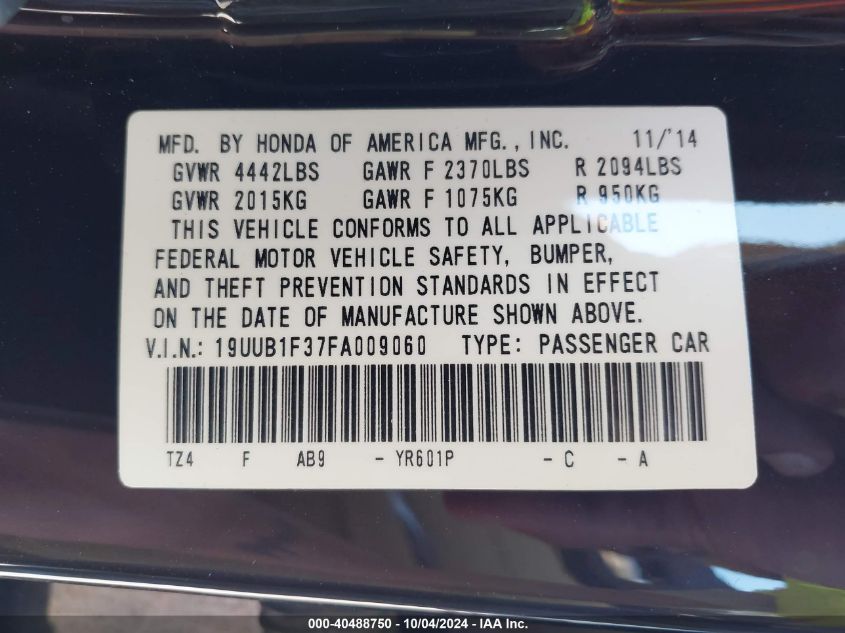 MFD. BY HONDA OF AMERICA MFG., INC. 11/'14
GVWR 4442LBS GAWR F 2370LBS R 2094LBS
GVWR 2015KG GAWR F 1075KG R 950KG
THIS VEHICLE CONFORMS TO ALL APPLICABLE
FEDERAL MOTOR VEHICLE SAFETY, BUMPER,
AND THEFT PREVENTION STANDARDS IN EFFECT
ON THE DATE OF MANUFACTURE SHOWN ABOVE.
V.I.N.: 19UUB1F37FA009060 TYPE: PASSENGER CAR
TZ4 F AB9 - YR601P - C - A
000-40488750 - 10/04/2024 - IAA Inc.